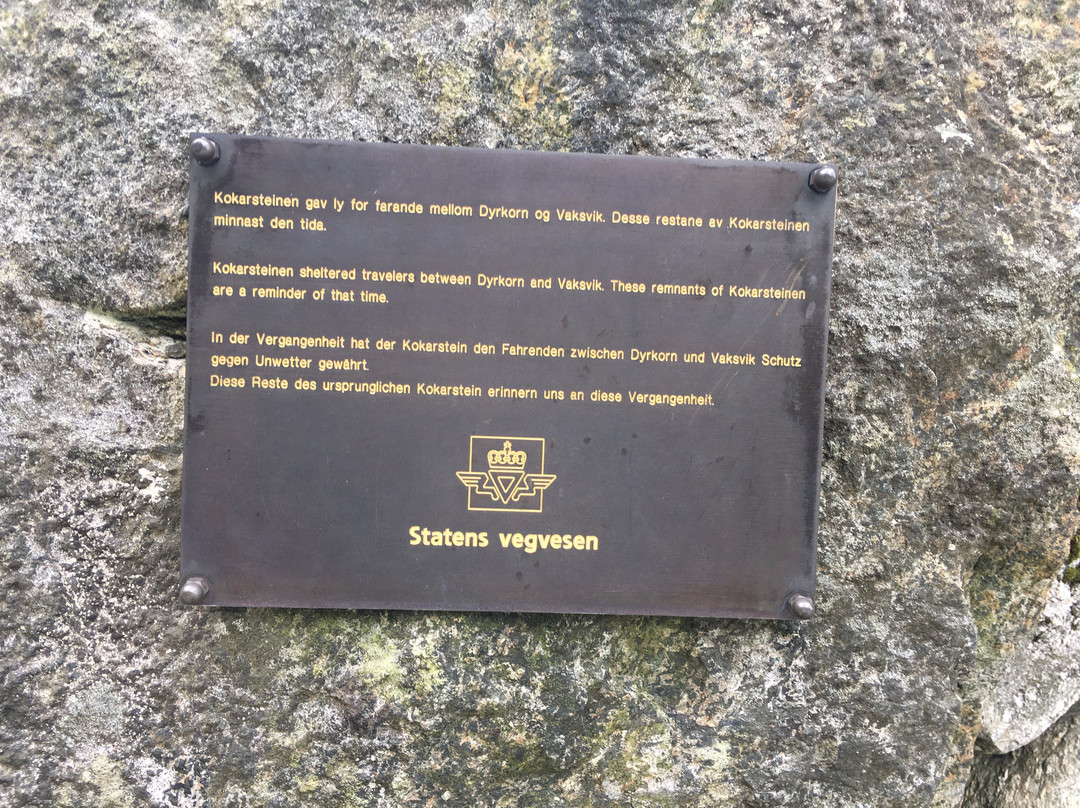 Kokarsteinen gav ly for farande mellom Dyrkorn og Vaksvik. Desse restane av Kokarsteinen
minnast den tida.
Kokarsteinen sheltered travelers between Dyrkorn and Vaksvik. These remnants of Kokarsteinen
are a reminder of that time.
In der Vergangenheit hat der Kokarstein den Fahrenden zwischen Dyrkorn und Vaksvik Schutz
gegen Unwetter gewährt.
Diese Reste des ursprunglichen Kokarstein erinnern uns an diese Vergangenheit.
Statens vegvesen